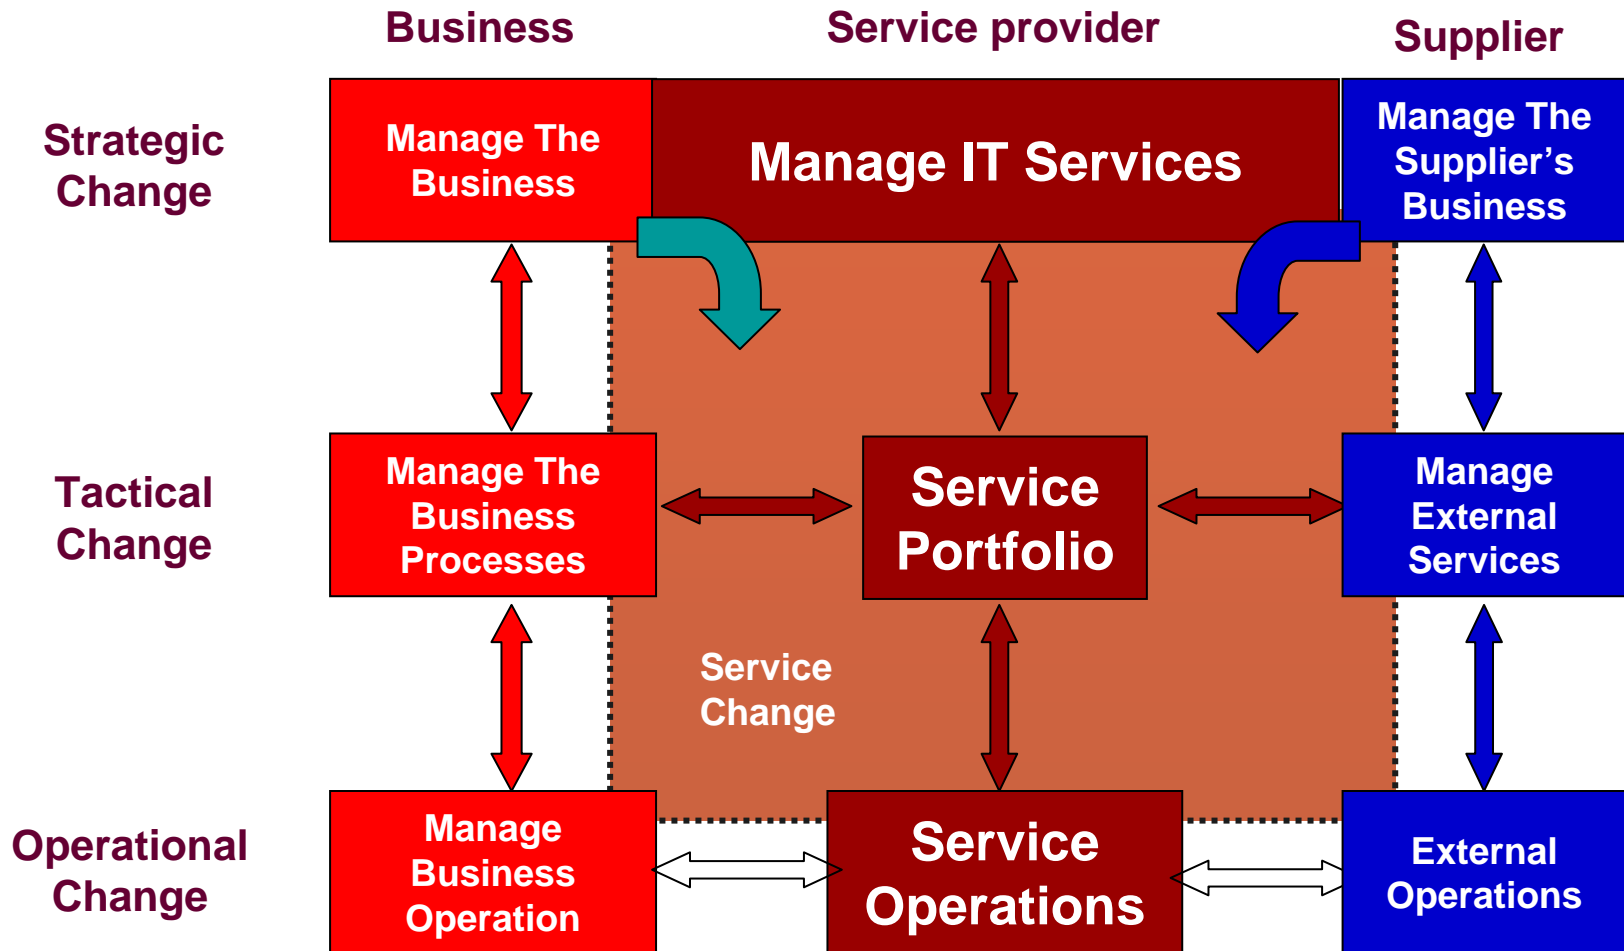 Business
Service provider
Supplier
Strategic
Change
Manage The
Business
Manage IT Services
Manage The
Supplier’s
Business
Tactical
Change
Manage The
Business
Processes
Service
Portfolio
Manage
External
Services
Service
Change
Operational
Change
Manage
Business
Operation
Service
Operations
External
Operations